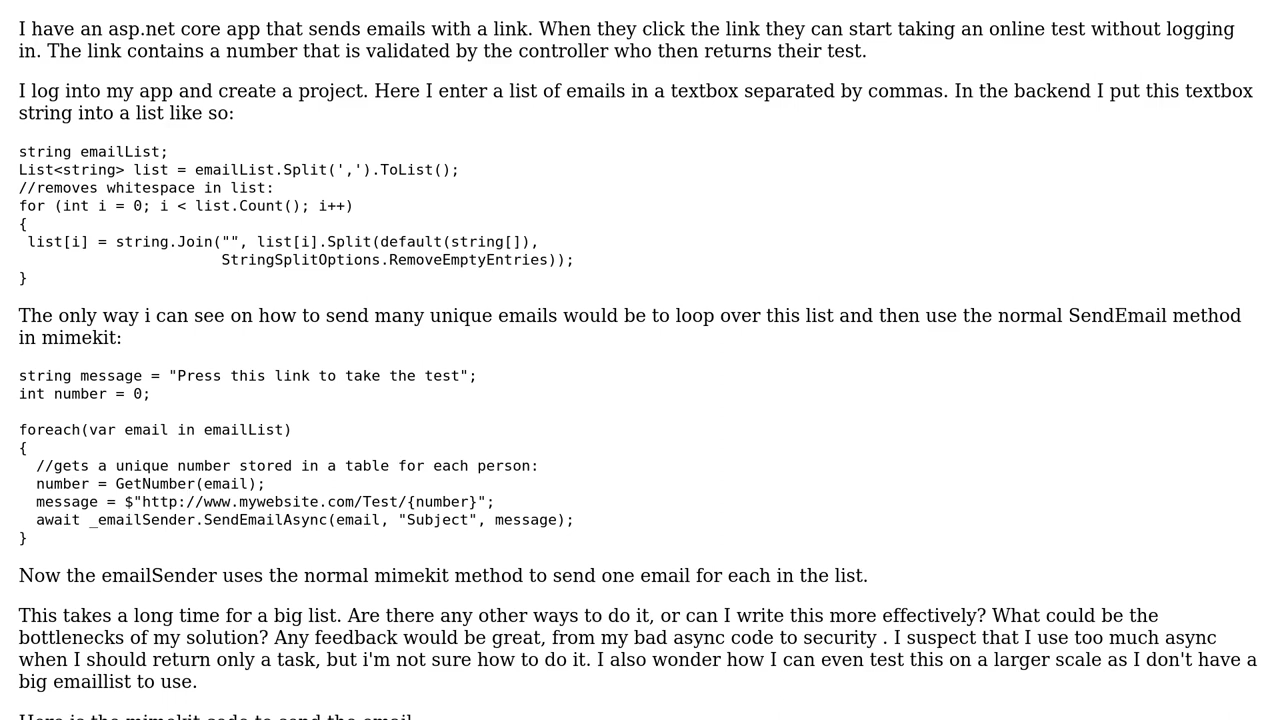 I have an asp.net core app that sends emails with a link. When they click the link they can start taking an online test without logging
in. The link contains a number that is validated by the controller who then returns their test.
I log into my app and create a project. Here I enter a list of emails in a textbox separated by commas. In the backend I put this textbox
string into a list like so:
string emailList;
List<string> list = emailList.Split(',').ToList();
//removes whitespace in list:
for (int i = 0; i < list.Count(); i++)
{
 list[i] = string.Join("", list[i].Split(default(string[]),
                       StringSplitOptions.RemoveEmptyEntries));
}
The only way i can see on how to send many unique emails would be to loop over this list and then use the normal SendEmail method
in mimekit:
string message = "Press this link to take the test";
int number = 0;
foreach(var email in emailList)
{
  //gets a unique number stored in a table for each person:
  number = GetNumber(email);
  message = $"http://www.mywebsite.com/Test/{number}";
  await _emailSender.SendEmailAsync(email, "Subject", message);
}
Now the emailSender uses the normal mimekit method to send one email for each in the list.
This takes a long time for a big list. Are there any other ways to do it, or can I write this more effectively? What could be the
bottlenecks of my solution? Any feedback would be great, from my bad async code to security . I suspect that I use too much async
when I should return only a task, but i'm not sure how to do it. I also wonder how I can even test this on a larger scale as I don't have a
big emaillist to use.
Here is the mimekit code to send the email